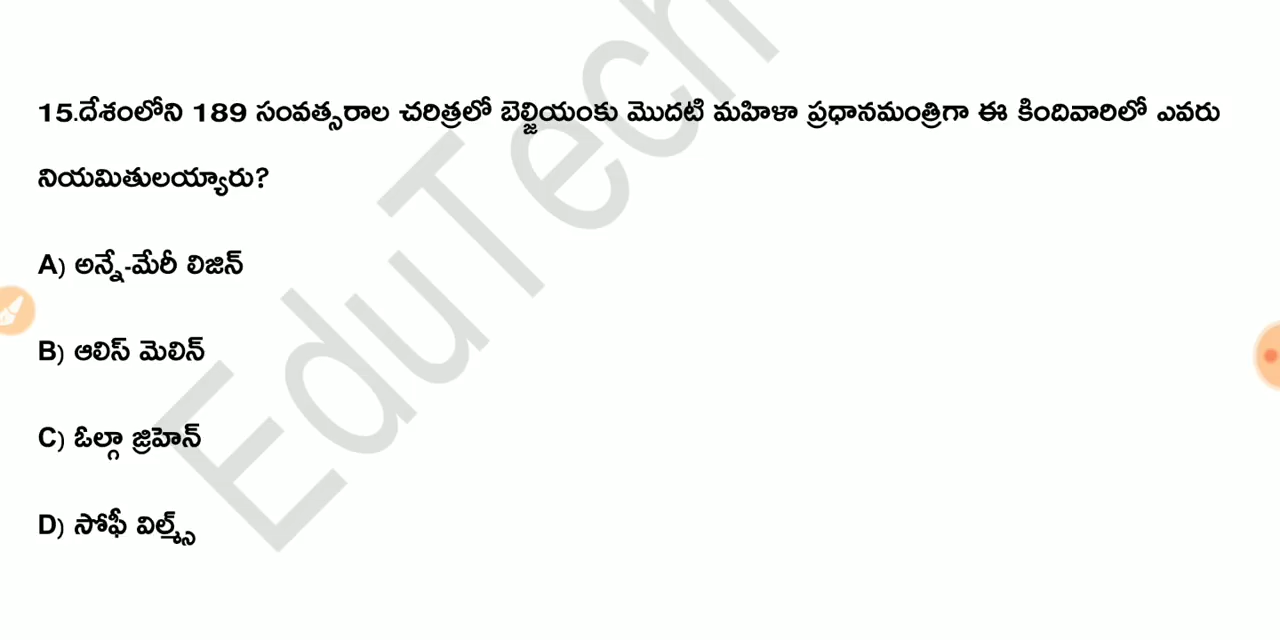 15.దేశంలోని 189 సంవత్సరాల చరిత్రలో బెల్జియంకు మొదటి మహిళా ప్రధానమంత్రిగా ఈ కిందివారిలో ఎవరు
నియమితులయ్యారు?
A) అన్నే-మేరీ లిజిన్
B) ఆలిస్ మెలిన్
C) ఓల్గా జ్రిహెన్
D) సోఫీ విల్మ్స్
EduTech